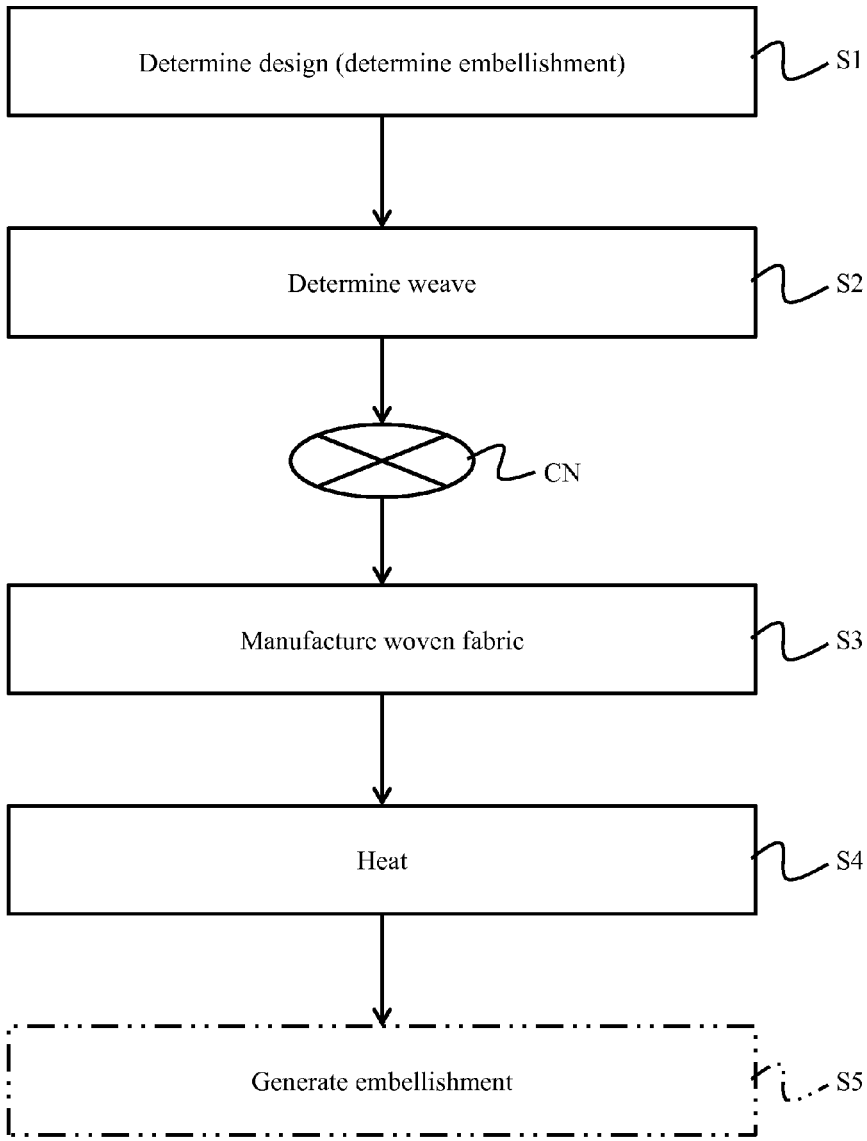 Determine design (determine embellishment)
S1
Determine weave
S2
CN
Manufacture woven fabric
S3
Heat
S4
Generate embellishment
S5